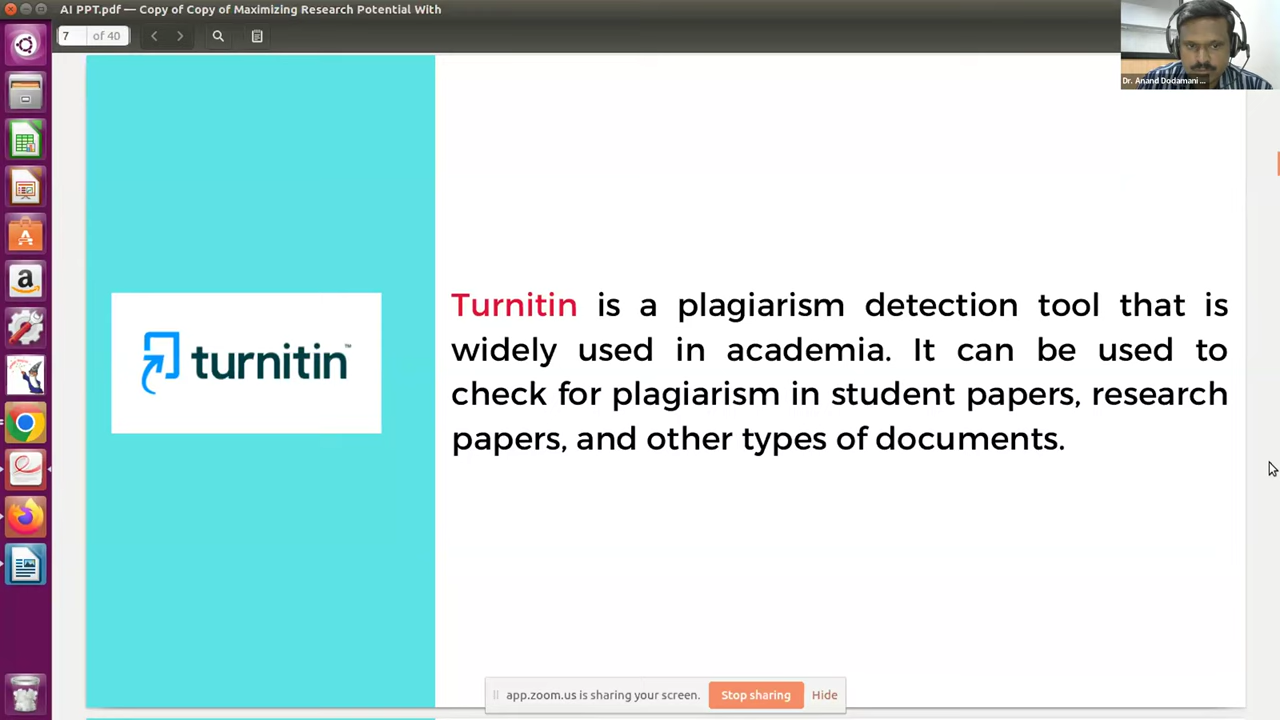 AI PPT.pdf — Copy of Copy of Maximizing Research Potential With
7 of 40
Dr. Anand Dodamani ...
turnitin™
Turnitin is a plagiarism detection tool that is
widely used in academia. It can be used to
check for plagiarism in student papers, research
papers, and other types of documents.
app.zoom.us is sharing your screen. Stop sharing Hide